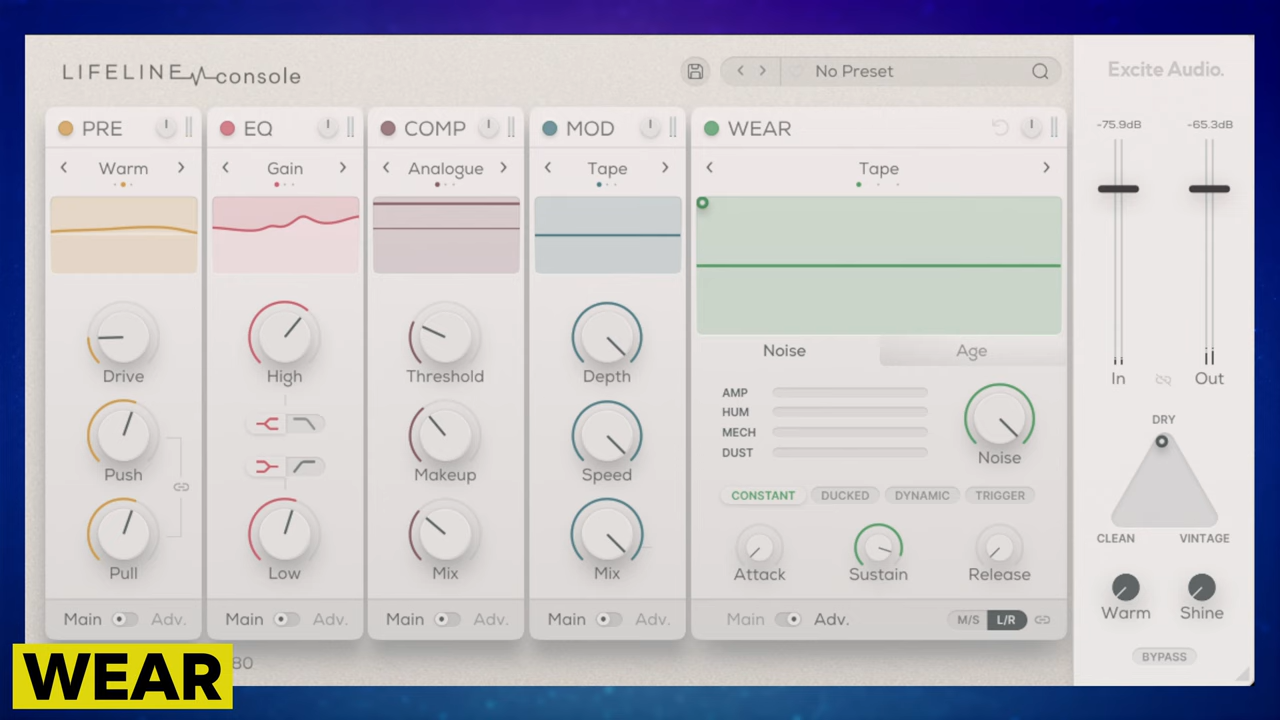 LIFELINE console
No Preset
Excite Audio.
PRE
EQ
COMP
MOD
WEAR
-75.9dB
-65.3dB
Warm
Gain
Analogue
Tape
Tape
Noise
Age
Drive
High
Threshold
Depth
In
Out
AMP
HUM
MECH
DUST
Noise
DRY
Push
Makeup
Speed
CONSTANT
DUCKED
DYNAMIC
TRIGGER
CLEAN
VINTAGE
Pull
Low
Mix
Mix
Attack
Sustain
Release
Warm
Shine
Main Adv.
Main Adv.
Main Adv.
Main Adv.
Main Adv.
M/S L/R
BYPASS
WEAR
80